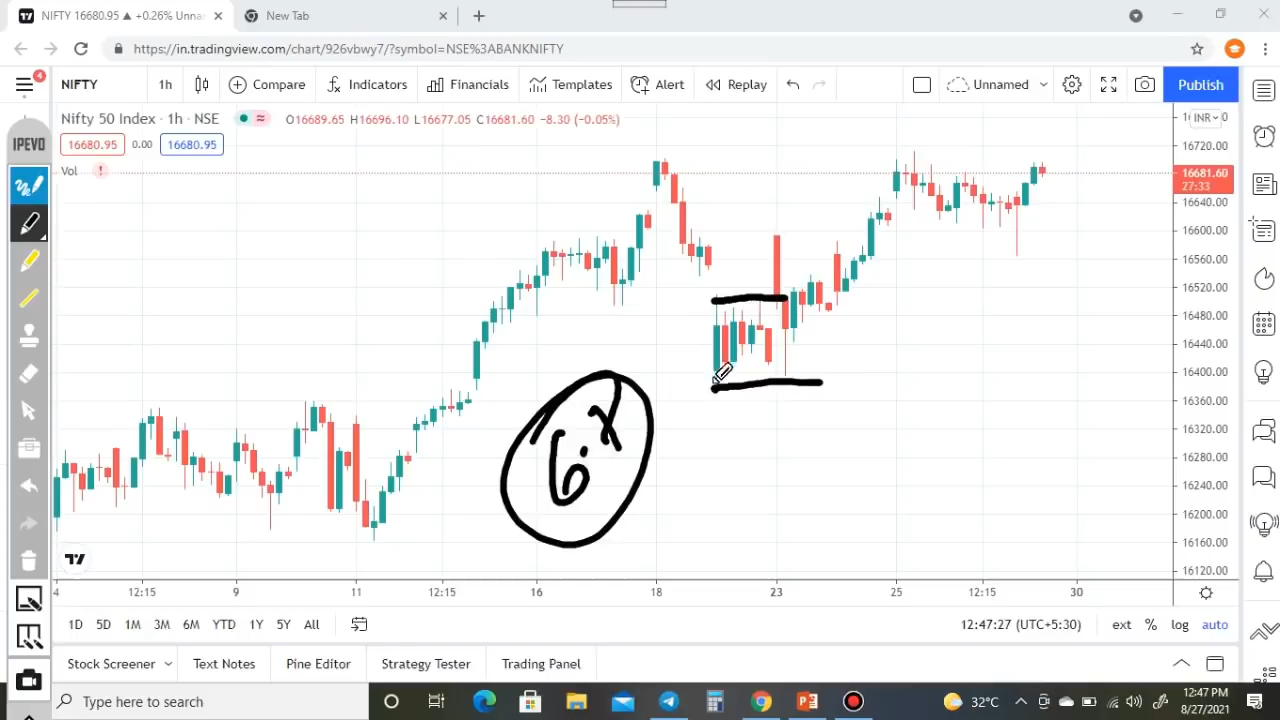 NIFTY 16680.95 ▲ +0.26% Unna
New Tab
https://in.tradingview.com/chart/926vbwy7/?symbol=NSE%3ABANKNIFTY
4
NIFTY 1h Compare Indicators Financials Templates Alert Replay Unnamed Publish
Nifty 50 Index · 1h · NSE O16689.65 H16696.10 L16677.05 C16681.60 −8.30 (−0.05%)
INR
IPEVO
16680.95 0.00 16680.95
Vol !
16720.00
16681.60
27:33
16640.00
16600.00
16560.00
16520.00
16480.00
16440.00
16400.00
16360.00
16320.00
16280.00
16240.00
16200.00
16160.00
16120.00
4 12:15 9 11 12:15 16 18 23 25 12:15 30
1D 5D 1M 3M 6M YTD 1Y 5Y All 12:47:27 (UTC+5:30) ext % log auto
Stock Screener Text Notes Pine Editor Strategy Tester Trading Panel
Type here to search
32°C
12:47 PM
8/27/2021